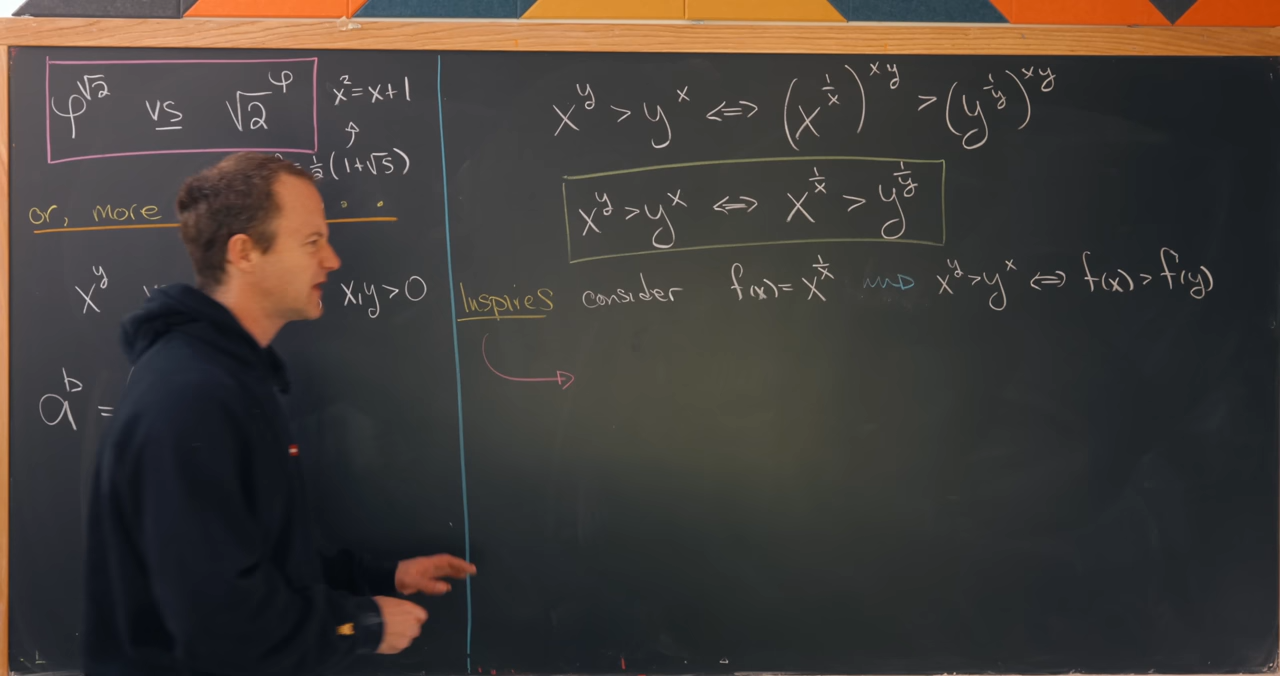 φ^√2 vs √2^φ
x² = x+1
= ½(1+√5)
or, more
x^y
x,y>0
a^b =
x^y > y^x ⇔ (x^(1/x))^xy > (y^(1/y))^xy
x^y > y^x ⇔ x^(1/x) > y^(1/y)
Inspires consider f(x) = x^(1/x) ⇝ x^y > y^x ⇔ f(x) > f(y)